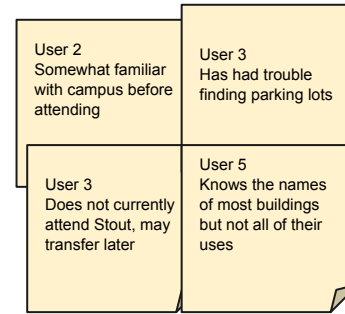 User 2
Somewhat familiar
with campus before
attending
User 3
Has had trouble
finding parking lots
User 3
Does not currently
attend Stout, may
transfer later
User 5
Knows the names
of most buildings
but not all of their
uses